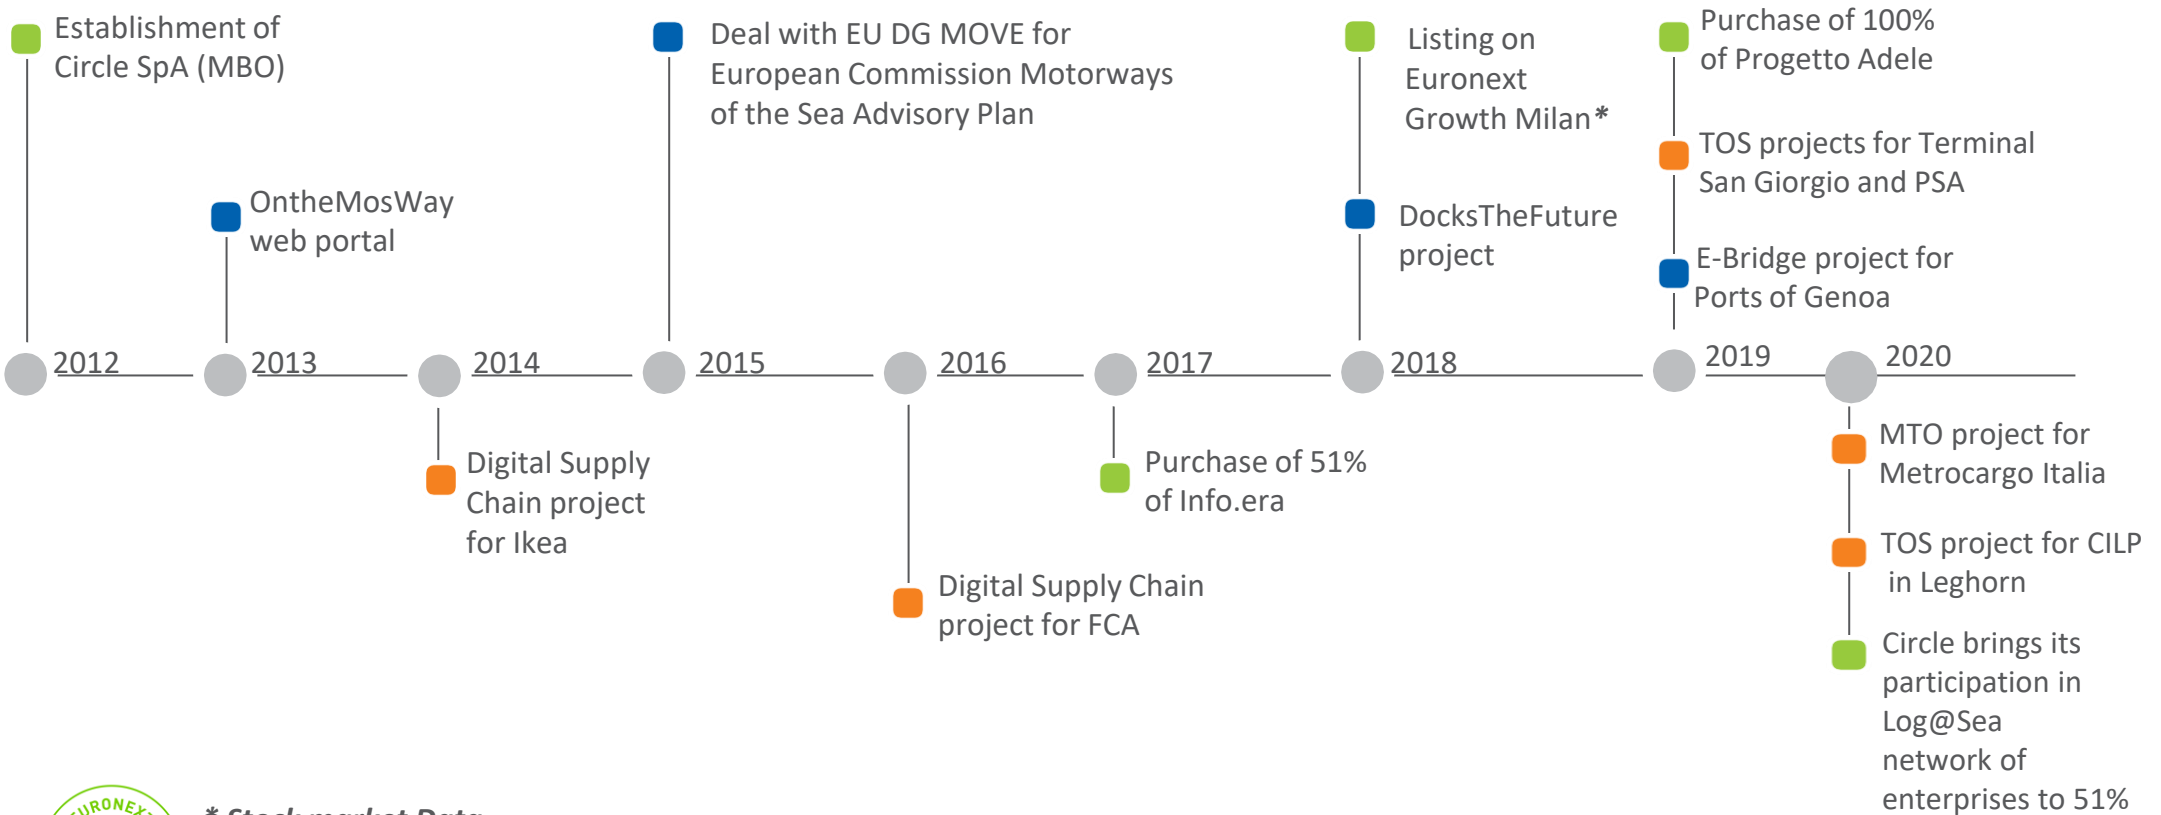 Establishment of
Circle SpA (MBO)
OntheMosWay
web portal
Deal with EU DG MOVE for
European Commission Motorways
of the Sea Advisory Plan
Listing on
Euronext
Growth Milan*
DocksTheFuture
project
Purchase of 100%
of Progetto Adele
TOS projects for Terminal
San Giorgio and PSA
E-Bridge project for
Ports of Genoa
2012
2013
2014
2015
2016
2017
2018
2019
2020
Digital Supply
Chain project
for Ikea
Digital Supply Chain
project for FCA
Purchase of 51%
of Info.era
MTO project for
Metrocargo Italia
TOS project for CILP
in Leghorn
Circle brings its
participation in
Log@Sea
network of
enterprises to 51%
* Stock market Data